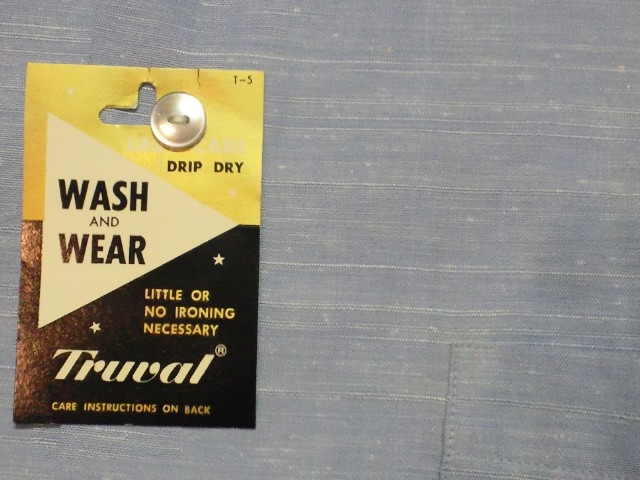 T-5
DRIP DRY
WASH
AND
WEAR
LITTLE OR
NO IRONING
NECESSARY
Truval®
CARE INSTRUCTIONS ON BACK